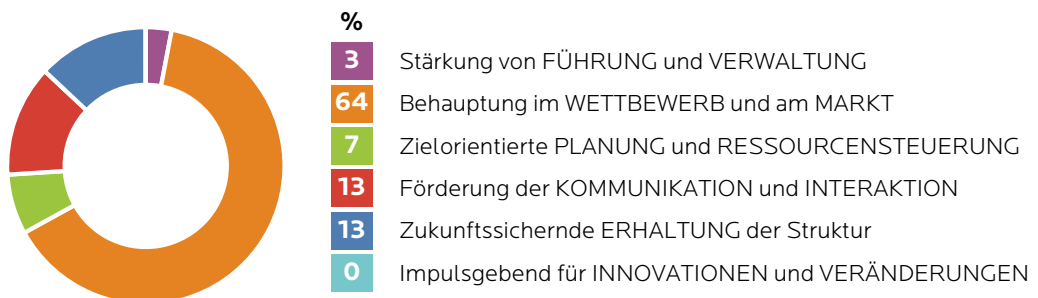 %
3 Stärkung von FÜHRUNG und VERWALTUNG
64 Behauptung im WETTBEWERB und am MARKT
7 Zielorientierte PLANUNG und RESSOURCENSTEUERUNG
13 Förderung der KOMMUNIKATION und INTERAKTION
13 Zukunftssichernde ERHALTUNG der Struktur
0 Impulsgebend für INNOVATIONEN und VERÄNDERUNGEN